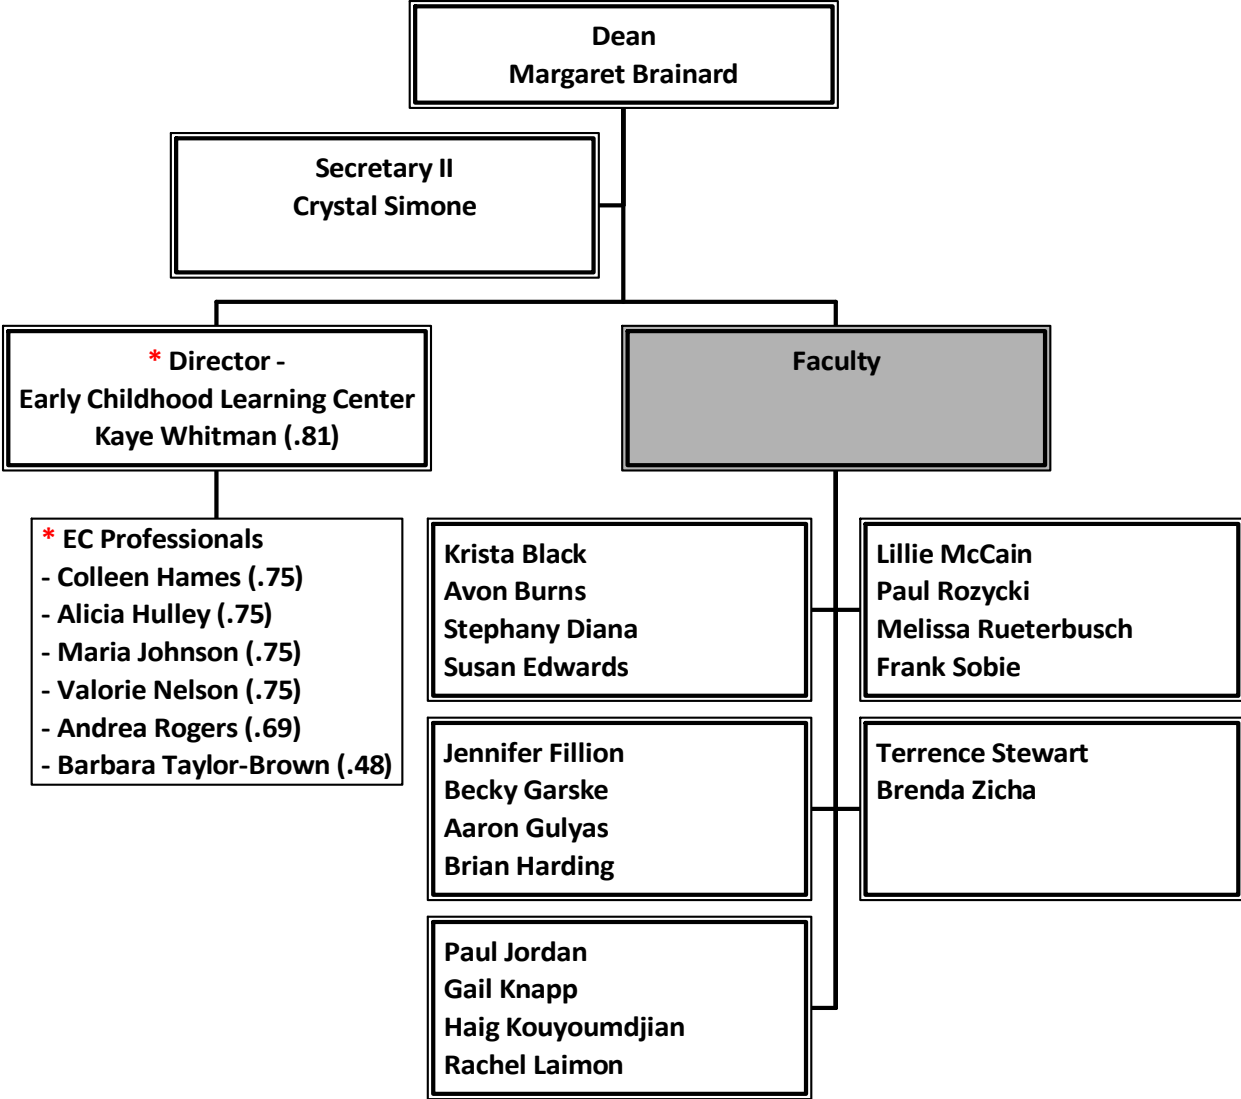 Dean
Margaret Brainard
Secretary II
Crystal Simone
* Director -
Early Childhood Learning Center
Kaye Whitman (.81)
Faculty
* EC Professionals
- Colleen Hames (.75)
- Alicia Hulley (.75)
- Maria Johnson (.75)
- Valorie Nelson (.75)
- Andrea Rogers (.69)
- Barbara Taylor-Brown (.48)
Krista Black
Avon Burns
Stephany Diana
Susan Edwards
Lillie McCain
Paul Rozycki
Melissa Rueterbusch
Frank Sobie
Jennifer Fillion
Becky Garske
Aaron Gulyas
Brian Harding
Terrence Stewart
Brenda Zicha
Paul Jordan
Gail Knapp
Haig Kouyoumdjian
Rachel Laimon